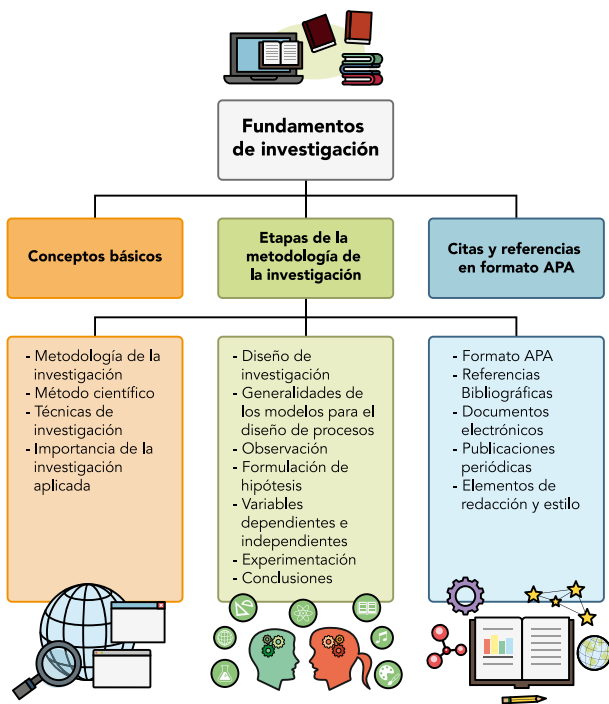 Fundamentos
de investigación
Conceptos básicos
Etapas de la
metodología de
la investigación
Citas y referencias
en formato APA
- Metodología de la
investigación
- Método científico
- Técnicas de
investigación
- Importancia de la
investigación
aplicada
- Diseño de
investigación
- Generalidades de
los modelos para el
diseño de procesos
- Observación
- Formulación de
hipótesis
- Variables
dependientes e
independientes
- Experimentación
- Conclusiones
- Formato APA
- Referencias
Bibliográficas
- Documentos
electrónicos
- Publicaciones
periódicas
- Elementos de
redacción y estilo